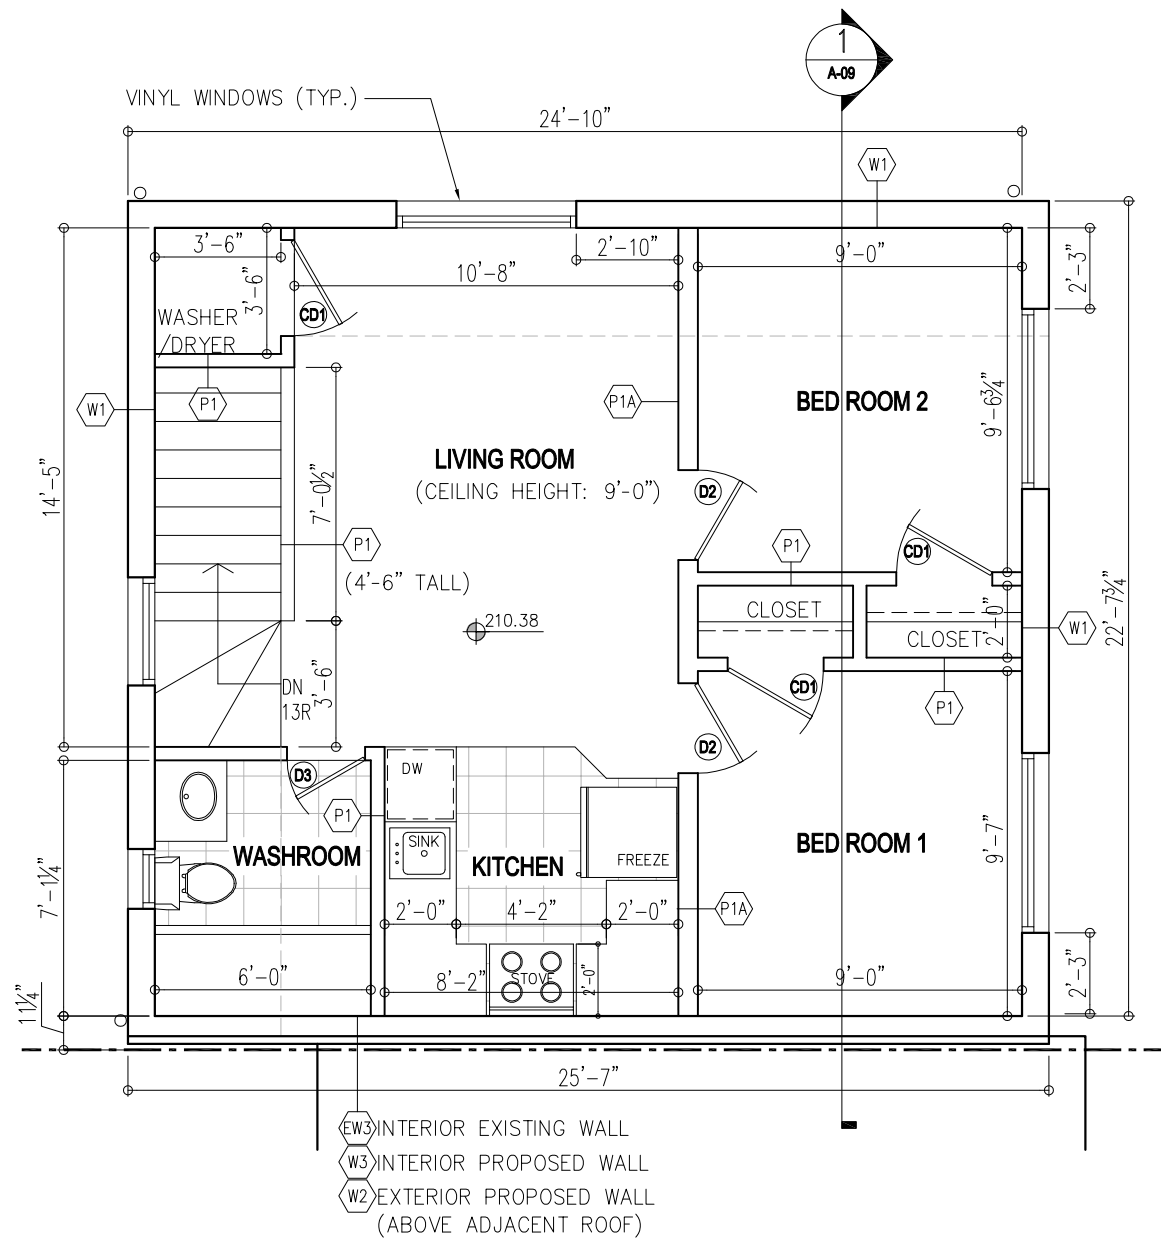 1
A-09
VINYL WINDOWS (TYP.)
24'-10"
W1
3'-6"
2'-10"
9'-0"
2'-3"
10'-8"
3'-6"
CD1
WASHER
/DRYER
P1
W1
P1A
BED ROOM 2
9'-6¾"
LIVING ROOM
(CEILING HEIGHT: 9'-0")
14'-5"
7'-0½"
D2
P1
(4'-6" TALL)
P1
CD1
CLOSET
CLOSET
2'-0"
W1
22'-7¾"
210.38
DN
13R
3'-6"
CD1
P1
D2
D3
DW
P1
SINK
WASHROOM
KITCHEN
FREEZE
BED ROOM 1
9'-7"
7'-1¼"
2'-0"
4'-2"
2'-0"
P1A
6'-0"
8'-2"
STOVE
2'-0"
9'-0"
2'-3"
11¼"
25'-7"
EW3 INTERIOR EXISTING WALL
W3 INTERIOR PROPOSED WALL
W2 EXTERIOR PROPOSED WALL
(ABOVE ADJACENT ROOF)